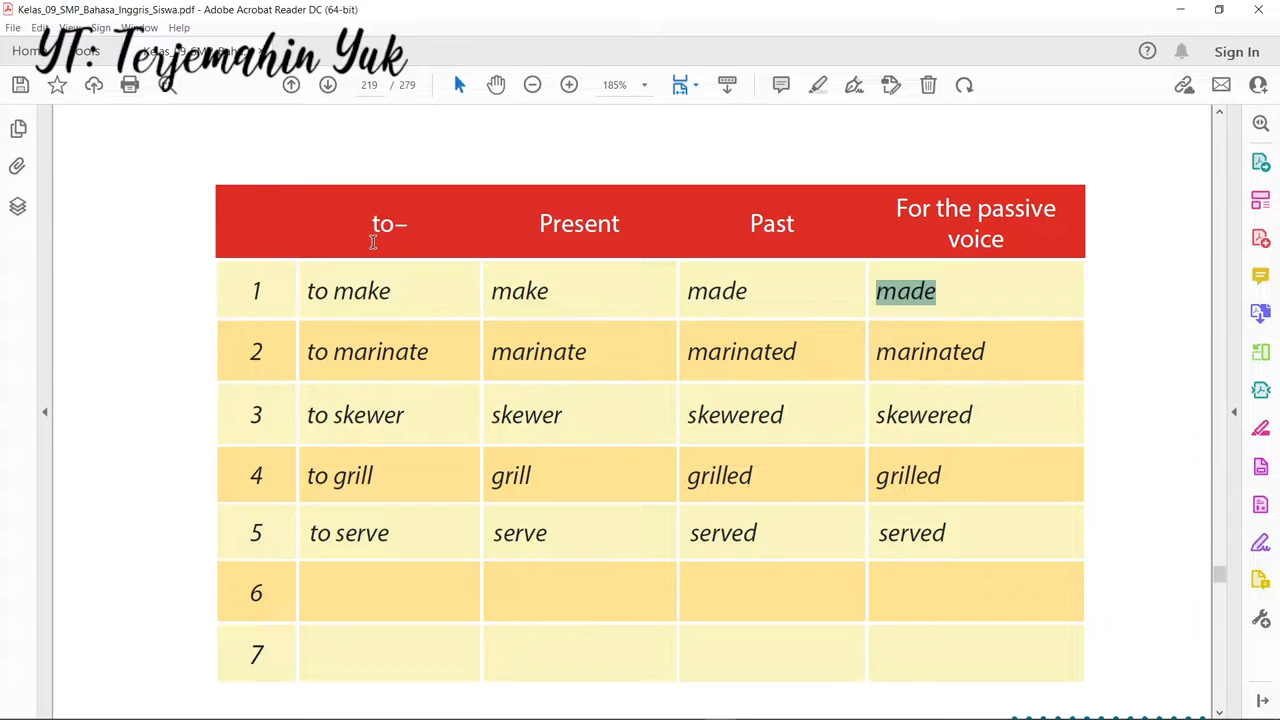 Kelas_09_SMP_Bahasa_Inggris_Siswa.pdf - Adobe Acrobat Reader DC (64-bit)
File Edit View Sign Window Help
YT: Terjemahin Yuk
Sign In
219 / 279
185%
to– Present Past For the passive
voice
1 to make make made made
2 to marinate marinate marinated marinated
3 to skewer skewer skewered skewered
4 to grill grill grilled grilled
5 to serve serve served served
6
7